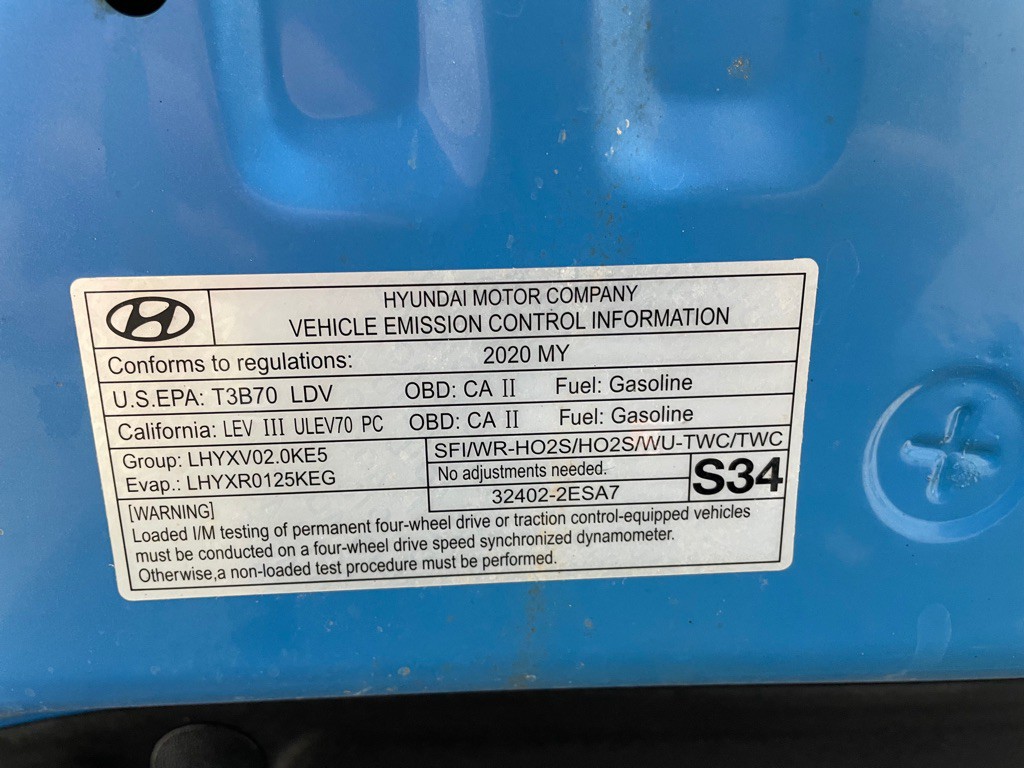 HYUNDAI MOTOR COMPANY
VEHICLE EMISSION CONTROL INFORMATION
Conforms to regulations: 2020 MY
U.S.EPA: T3B70 LDV OBD: CA II Fuel: Gasoline
California: LEV III ULEV70 PC OBD: CA II Fuel: Gasoline
Group: LHYXV02.0KE5
Evap.: LHYXR0125KEG
SFI/WR-HO2S/HO2S/WU-TWC/TWC
No adjustments needed.
32402-2ESA7
S34
[WARNING]
Loaded I/M testing of permanent four-wheel drive or traction control-equipped vehicles
must be conducted on a four-wheel drive speed synchronized dynamometer.
Otherwise,a non-loaded test procedure must be performed.